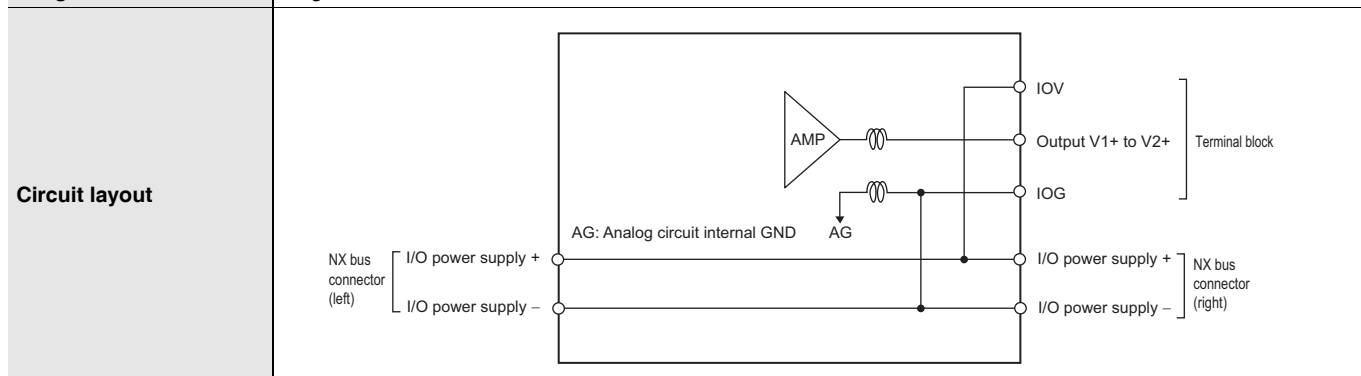 Circuit layout
IOV
AMP
Output V1+ to V2+
Terminal block
IOG
AG: Analog circuit internal GND
AG
NX bus
connector
(left)
I/O power supply +
I/O power supply −
I/O power supply +
I/O power supply −
NX bus
connector
(right)